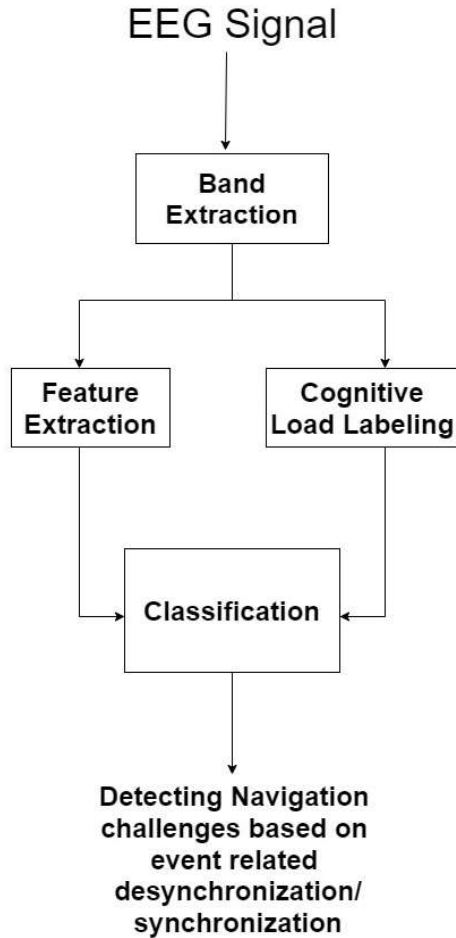 EEG Signal
Band
Extraction
Feature
Extraction
Cognitive
Load Labeling
Classification
Detecting Navigation
challenges based on
event related
desynchronization/
synchronization